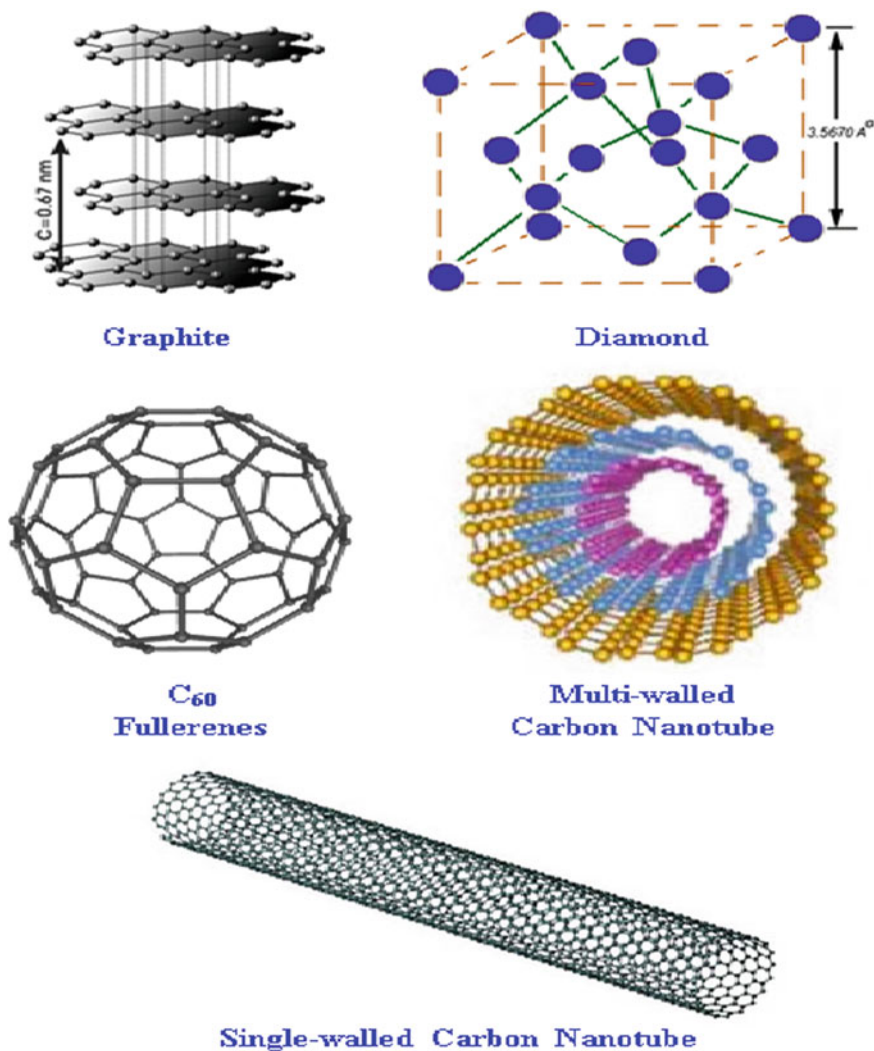 C=0.67 nm
3.5670 A°
Graphite
Diamond
C₆₀
Fullerenes
Multi-walled
Carbon Nanotube
Single-walled Carbon Nanotube